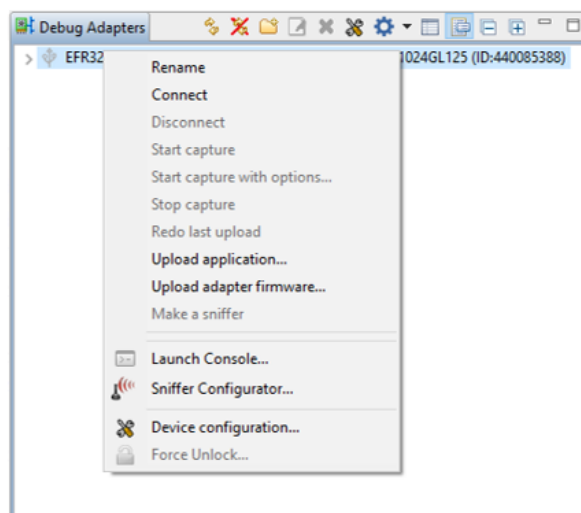 Debug Adapters
EFR32 1024GL125 (ID:440085388)
Rename
Connect
Disconnect
Start capture
Start capture with options...
Stop capture
Redo last upload
Upload application...
Upload adapter firmware...
Make a sniffer
Launch Console...
Sniffer Configurator...
Device configuration...
Force Unlock...